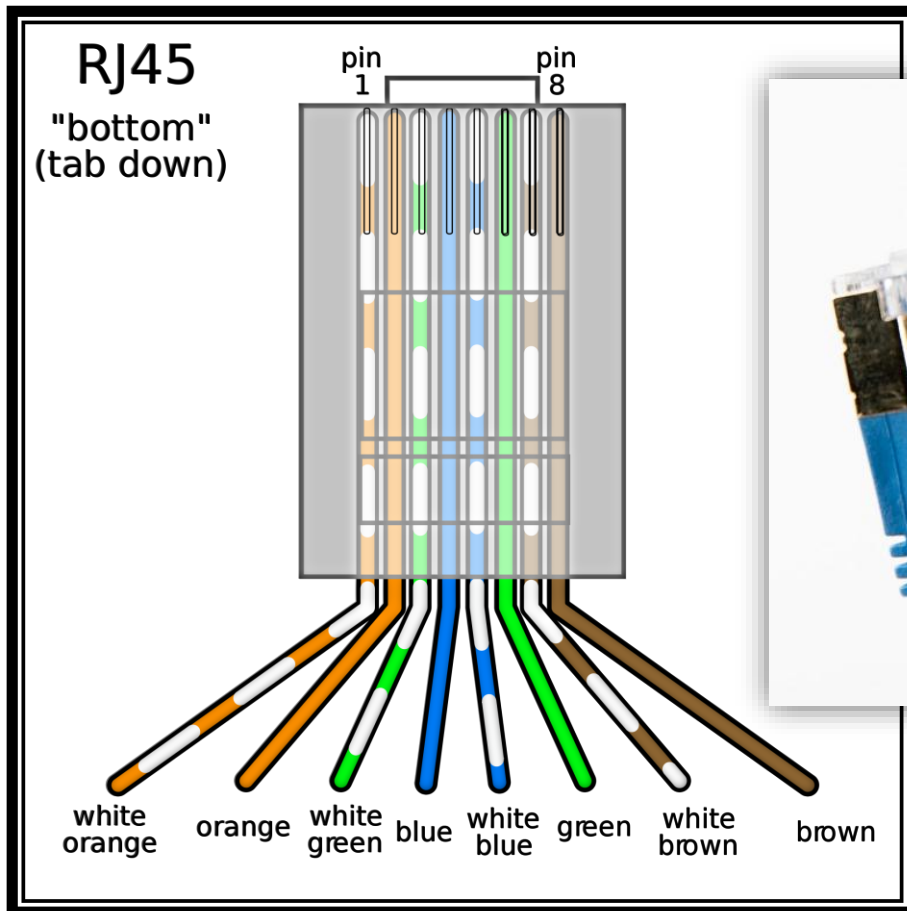 RJ45
"bottom"
(tab down)
pin
1
pin
8
white
orange
orange
white
green
blue
white
blue
green
white
brown
brown